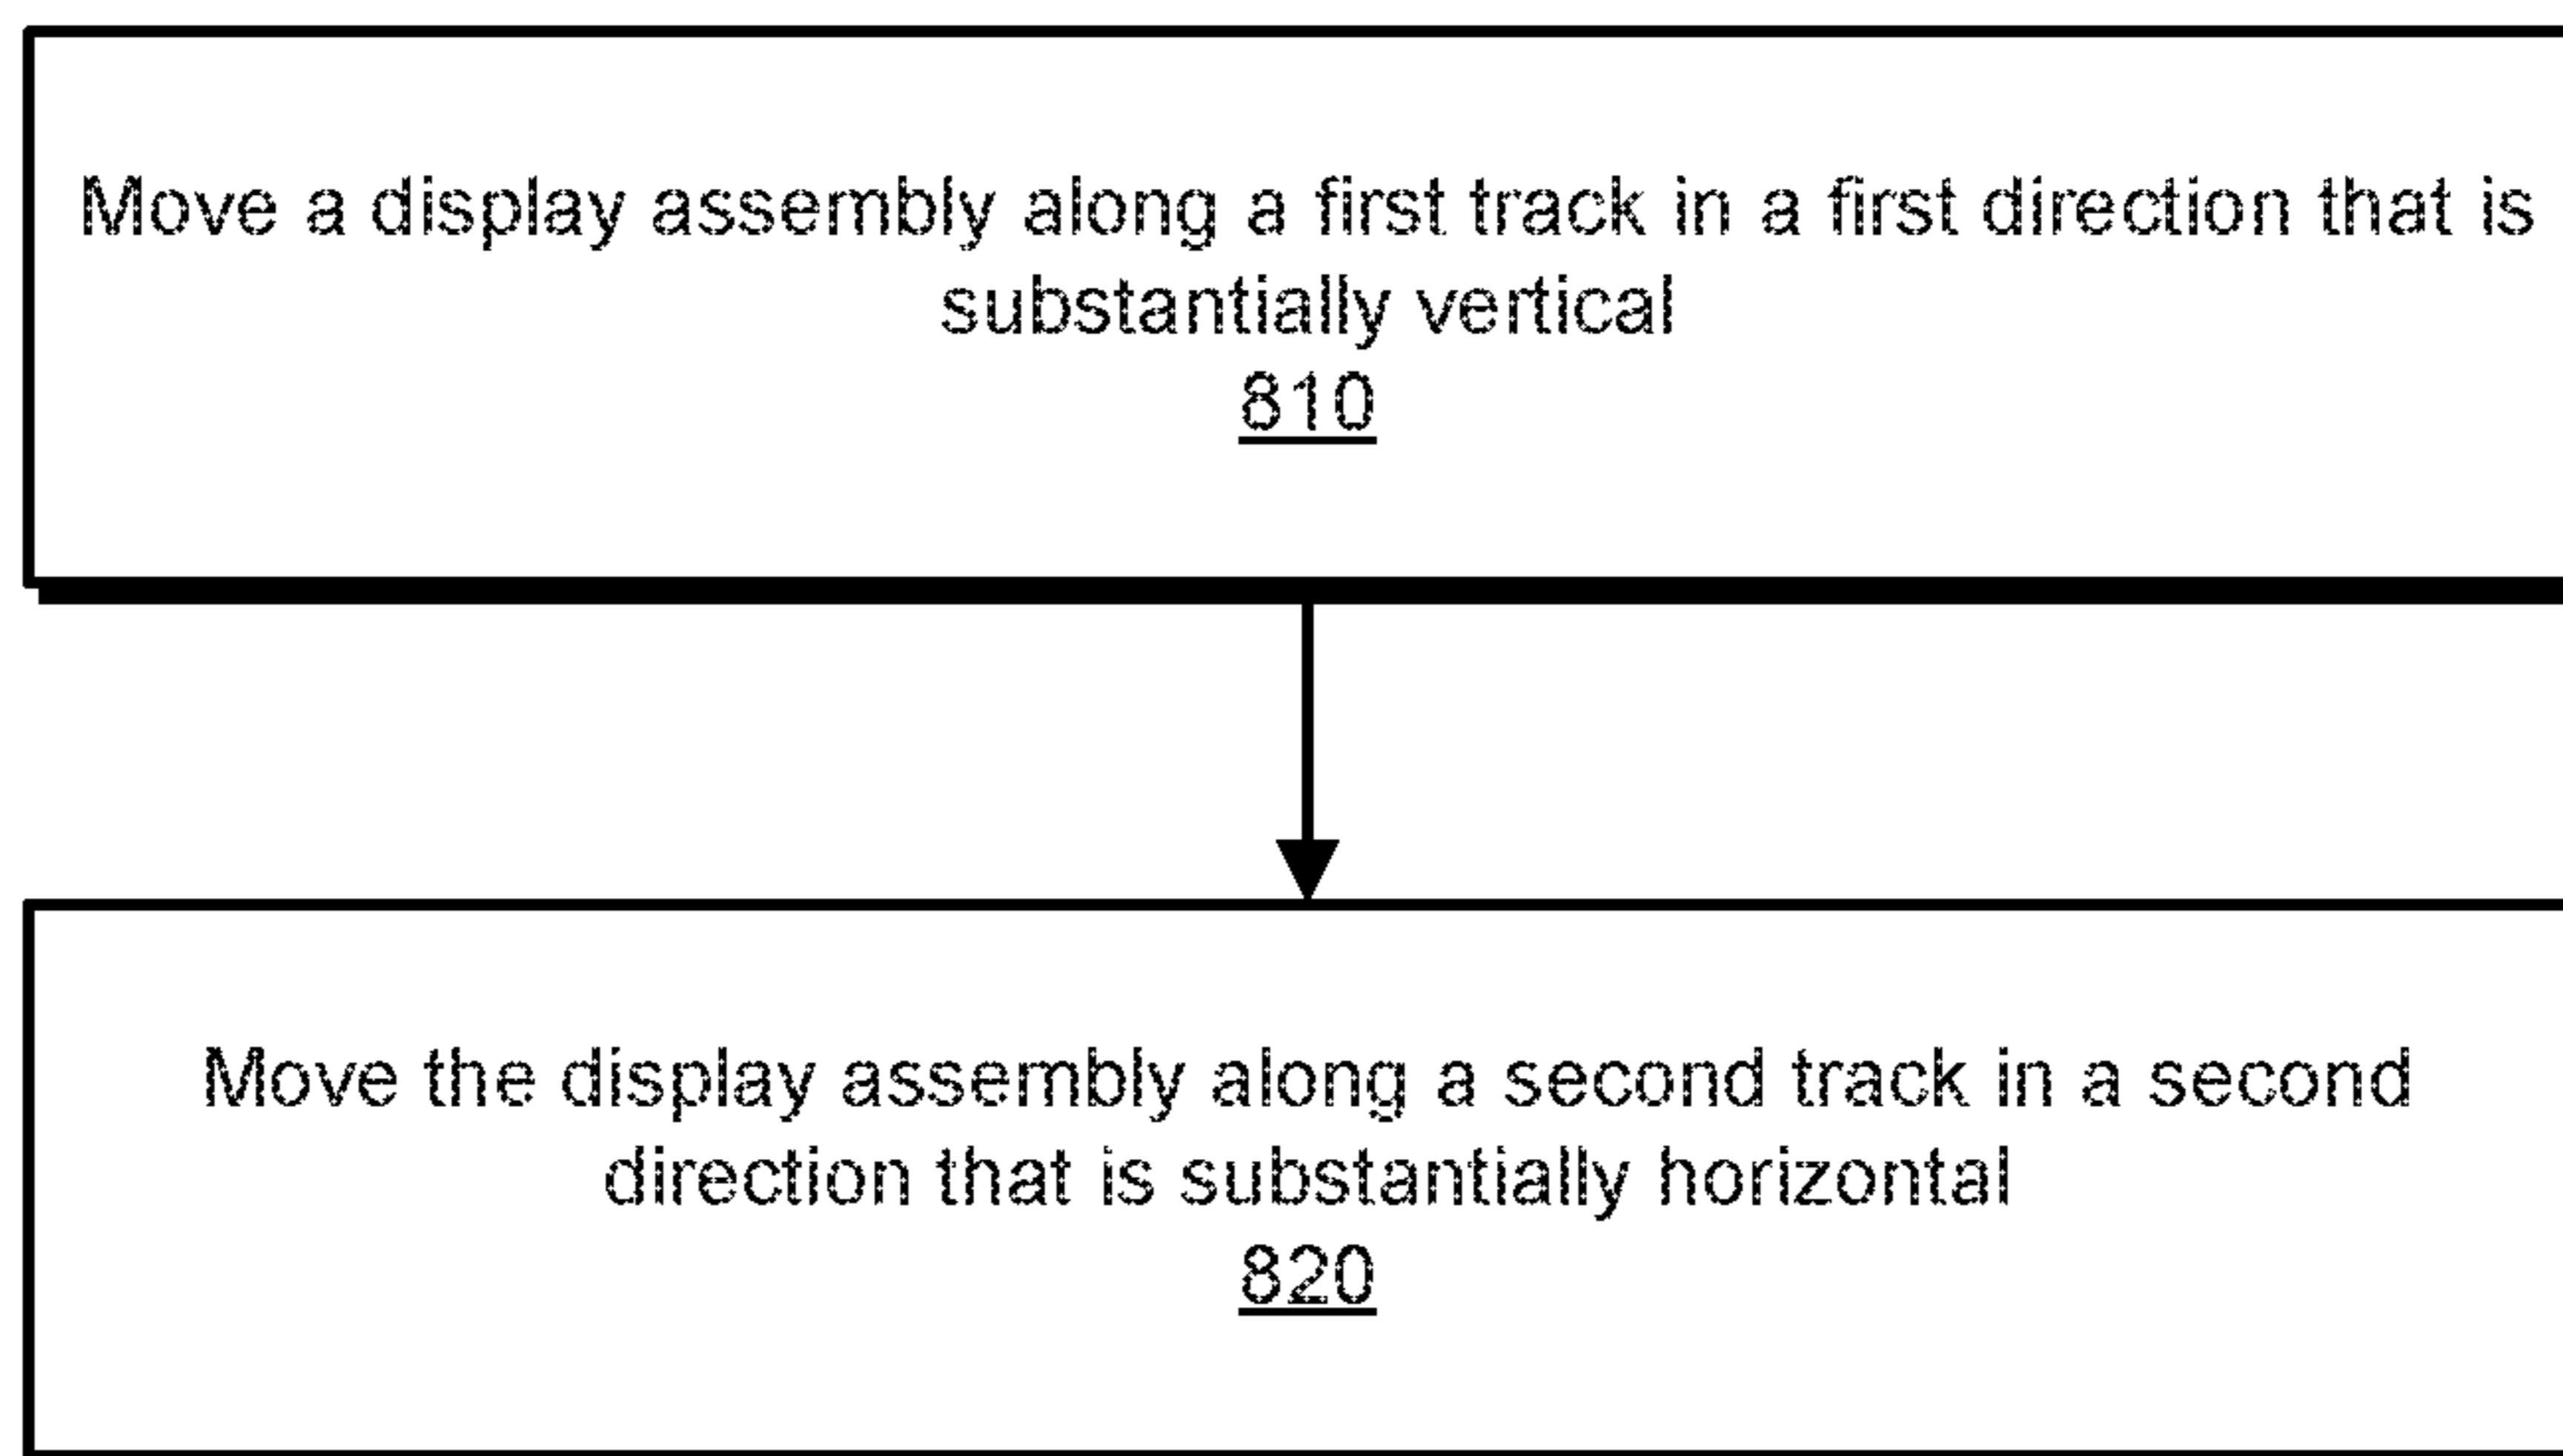 Move a display assembly along a first track in a first direction that is
substantially vertical
810
Move the display assembly along a second track in a second
direction that is substantially horizontal
820